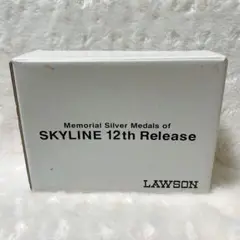 Memorial Silver Medals of
SKYLINE 12th Release
LAWSON